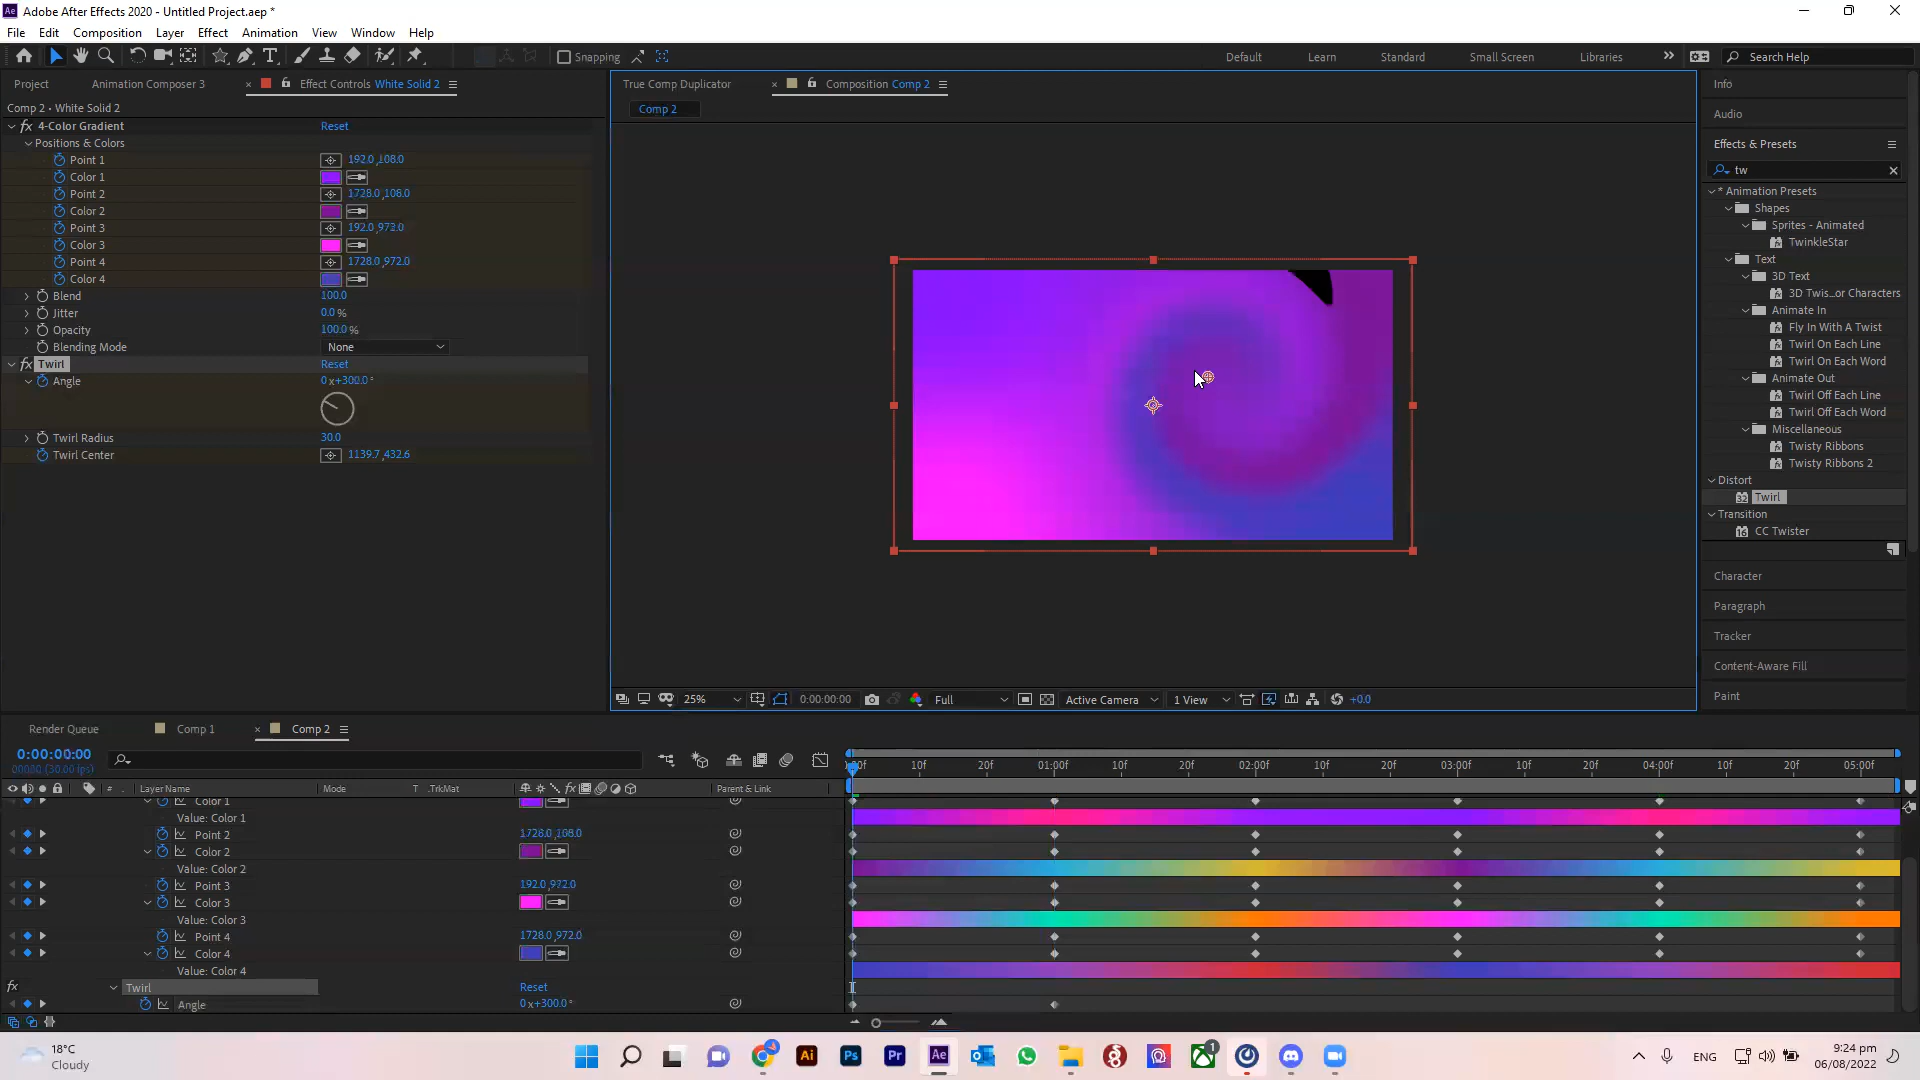 Adobe After Effects 2020 - Untitled Project.aep *
File Edit Composition Layer Effect Animation View Window Help
Snapping Default Learn Standard Small Screen Libraries Search Help
Project Animation Composer 3 Effect Controls White Solid 2
Comp 2 • White Solid 2
fx 4-Color Gradient Reset
Positions & Colors
Point 1 192.0,108.0
Color 1
Point 2 1728.0,108.0
Color 2
Point 3 192.0,972.0
Color 3
Point 4 1728.0,972.0
Color 4
Blend 100.0
Jitter 0.0 %
Opacity 100.0 %
Blending Mode None
fx Twirl Reset
Angle 0 x+300.0 °
Twirl Radius 30.0
Twirl Center 1139.7,432.6
True Comp Duplicator Composition Comp 2
Comp 2
25% 0:00:00:00 Full Active Camera 1 View +0.0
Info
Audio
Effects & Presets
tw
* Animation Presets
Shapes
Sprites - Animated
TwinkleStar
Text
3D Text
3D Twis...or Characters
Animate In
Fly In With A Twist
Twirl On Each Line
Twirl On Each Word
Animate Out
Twirl Off Each Line
Twirl Off Each Word
Miscellaneous
Twisty Ribbons
Twisty Ribbons 2
Distort
32 Twirl
Transition
16 CC Twister
Character
Paragraph
Tracker
Content-Aware Fill
Paint
Render Queue Comp 1 Comp 2
0:00:00:00
00000 (30.00 fps)
10f 20f 01:00f 10f 20f 02:00f 10f 20f 03:00f 10f 20f 04:00f 10f 20f 05:00f
# Layer Name Mode T .TrkMat Parent & Link
Color 1
Value: Color 1
Point 2 1728.0,108.0
Color 2
Value: Color 2
Point 3 192.0,972.0
Color 3
Value: Color 3
Point 4 1728.0,972.0
Color 4
Value: Color 4
fx Twirl Reset
Angle 0 x+300.0 °
18°C
Cloudy
Ai Ps Pr Ae 1
ENG
9:24 pm
06/08/2022